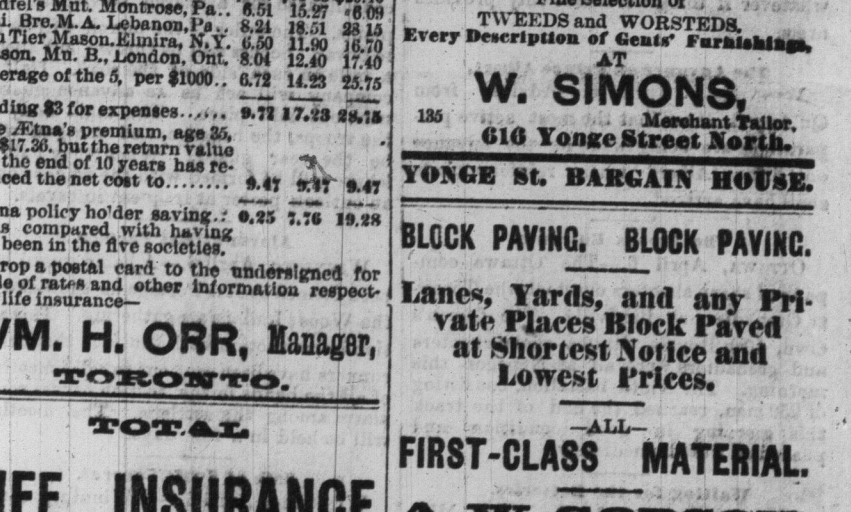 Mut. Montrose, Pa.. 6.51 15.27 26.09
Bre. M.A. Lebanon, Pa.. 8.24 18.51 28 15
Tier Mason. Elmira, N.Y. 6.50 11.90 16.70
son. Mu. B., London, Ont. 8.04 12.40 17.40
erage of the 5, per $1000.. 6.72 14.23 25.75
ding $3 for expenses...... 9.72 17.23 28.75
e Ætna's premium, age 35,
$17.36. but the return value
the end of 10 years has re-
ced the net cost to........ 9.47 9.47 9.47
na policy ho'der saving.: 0.25 7.76 19.28
s compared with having
been in the five societies.
rop a postal card to the undersigned for
le of rates and other information respect-
life insurance—
WM. H. ORR, Manager,
TORONTO.
TOTAL
IFE INSURANCE
TWEEDS and WORSTEDS.
Every Description of Gents' Furnishings,
AT
W. SIMONS,
135 Merchant Tailor.
616 Yonge Street North.
YONGE St. BARGAIN HOUSE.
BLOCK PAVING. BLOCK PAVING.
Lanes, Yards, and any Pri-
vate Places Block Paved
at Shortest Notice and
Lowest Prices.
—ALL—
FIRST-CLASS MATERIAL.